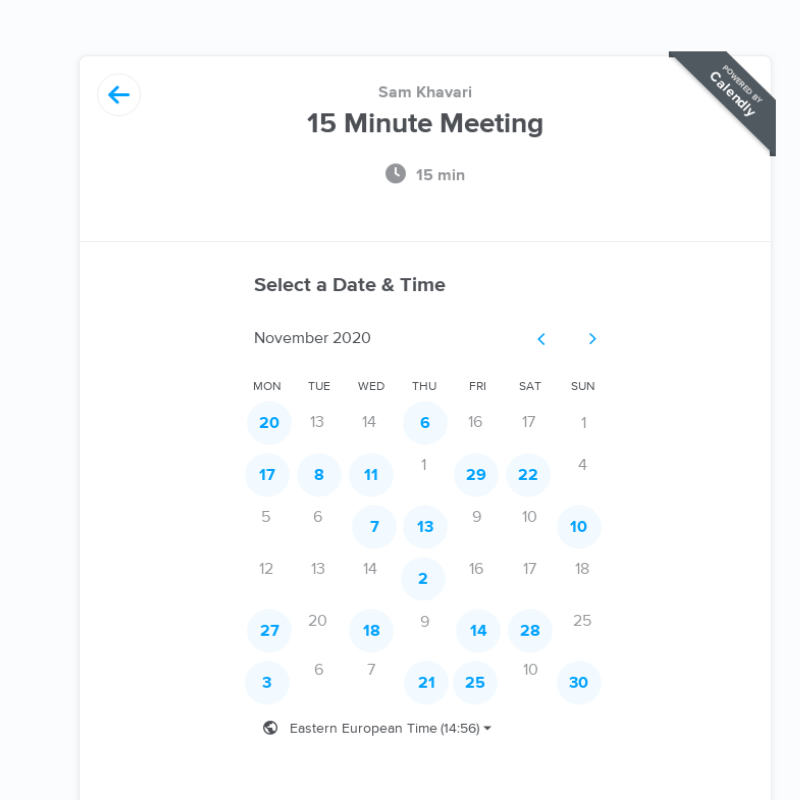 POWERED BY
Calendly
Sam Khavari
15 Minute Meeting
15 min
Select a Date & Time
November 2020
MON TUE WED THU FRI SAT SUN
20 13 14 6 16 17 1
17 8 11 1 29 22 4
5 6 7 13 9 10 10
12 13 14 2 16 17 18
27 20 18 9 14 28 25
3 6 7 21 25 10 30
Eastern European Time (14:56)